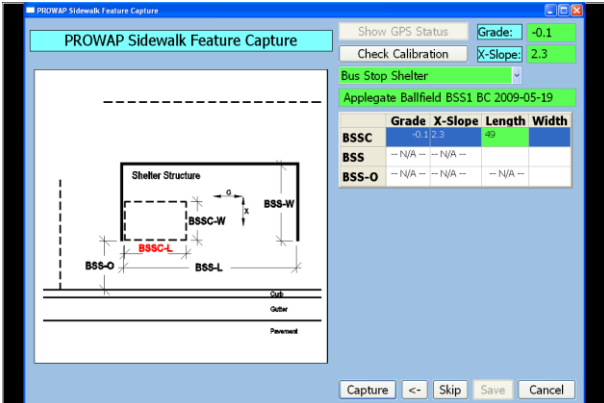 PROWAP Sidewalk Feature Capture
PROWAP Sidewalk Feature Capture
Show GPS Status
Grade:
-0.1
Check Calibration
X-Slope:
2.3
Bus Stop Shelter
Applegate Ballfield BSS1 BC 2009-05-19
Grade X-Slope Length Width
BSSC -0.1 2.3 49
BSS -- N/A -- -- N/A --
BSS-O -- N/A -- -- N/A -- -- N/A --
Shelter Structure
G
X
BSS-W
BSSC-W
BSSC-L
BSS-O
BSS-L
Curb
Gutter
Pavement
Capture <- Skip Save Cancel